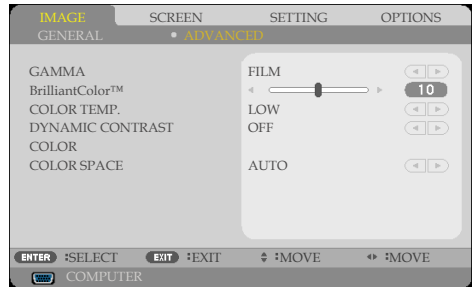 IMAGE SCREEN SETTING OPTIONS
GENERAL • ADVANCED
GAMMA FILM
BrilliantColor™ 10
COLOR TEMP. LOW
DYNAMIC CONTRAST OFF
COLOR
COLOR SPACE AUTO
ENTER :SELECT EXIT :EXIT :MOVE :MOVE
COMPUTER